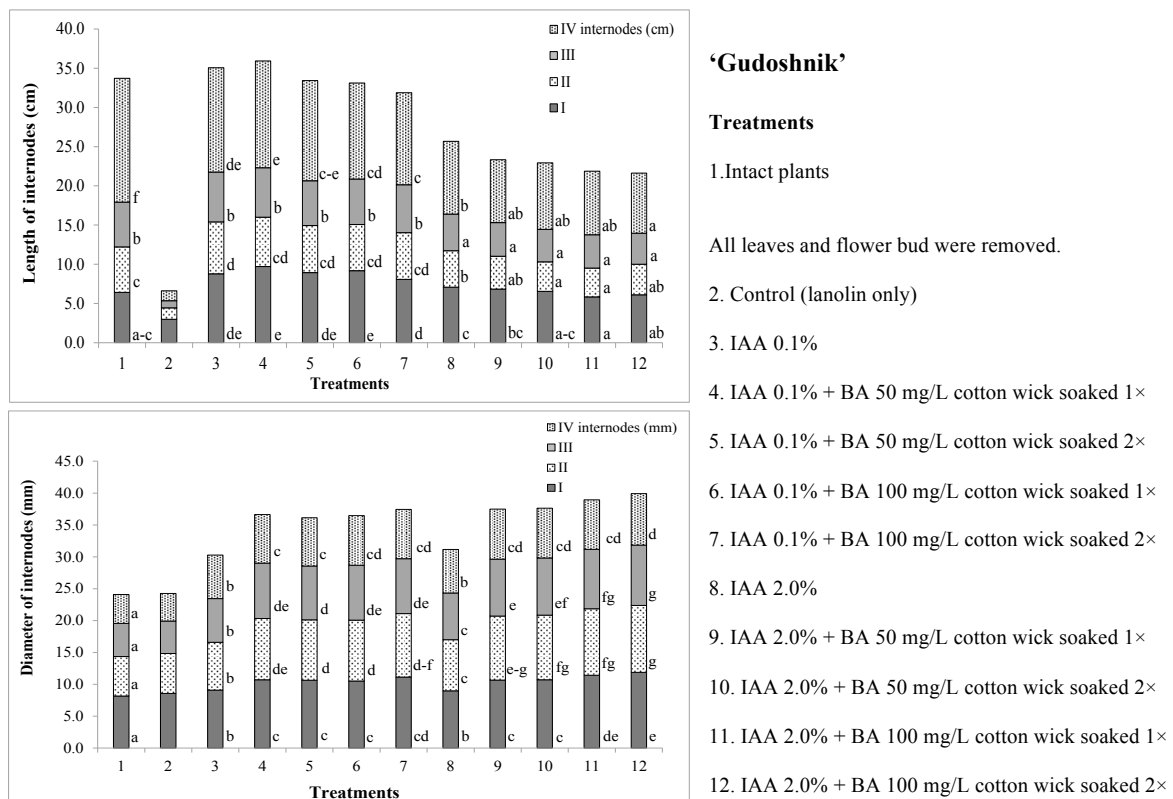 40.0
35.0
30.0
25.0
20.0
15.0
10.0
5.0
0.0
Length of internodes (cm)
IV internodes (cm)
III
II
I
f
b
c
a-c
de
b
d
de
e
b
cd
e
c-e
b
cd
de
cd
b
cd
e
c
b
cd
d
b
a
b
c
ab
a
ab
bc
ab
a
a
a-c
ab
a
a
a
a
a
ab
ab
1 2 3 4 5 6 7 8 9 10 11 12
Treatments
45.0
40.0
35.0
30.0
25.0
20.0
15.0
10.0
5.0
0.0
Diameter of internodes (mm)
IV internodes (mm)
III
II
I
a
a
a
a
b
b
b
b
c
de
de
c
c
d
d
c
cd
de
d
c
cd
de
d-f
cd
b
c
c
b
cd
e
e-g
c
cd
ef
fg
c
cd
fg
fg
de
d
g
g
e
1 2 3 4 5 6 7 8 9 10 11 12
Treatments
‘Gudoshnik’
Treatments
1.Intact plants
All leaves and flower bud were removed.
2. Control (lanolin only)
3. IAA 0.1%
4. IAA 0.1% + BA 50 mg/L cotton wick soaked 1×
5. IAA 0.1% + BA 50 mg/L cotton wick soaked 2×
6. IAA 0.1% + BA 100 mg/L cotton wick soaked 1×
7. IAA 0.1% + BA 100 mg/L cotton wick soaked 2×
8. IAA 2.0%
9. IAA 2.0% + BA 50 mg/L cotton wick soaked 1×
10. IAA 2.0% + BA 50 mg/L cotton wick soaked 2×
11. IAA 2.0% + BA 100 mg/L cotton wick soaked 1×
12. IAA 2.0% + BA 100 mg/L cotton wick soaked 2×